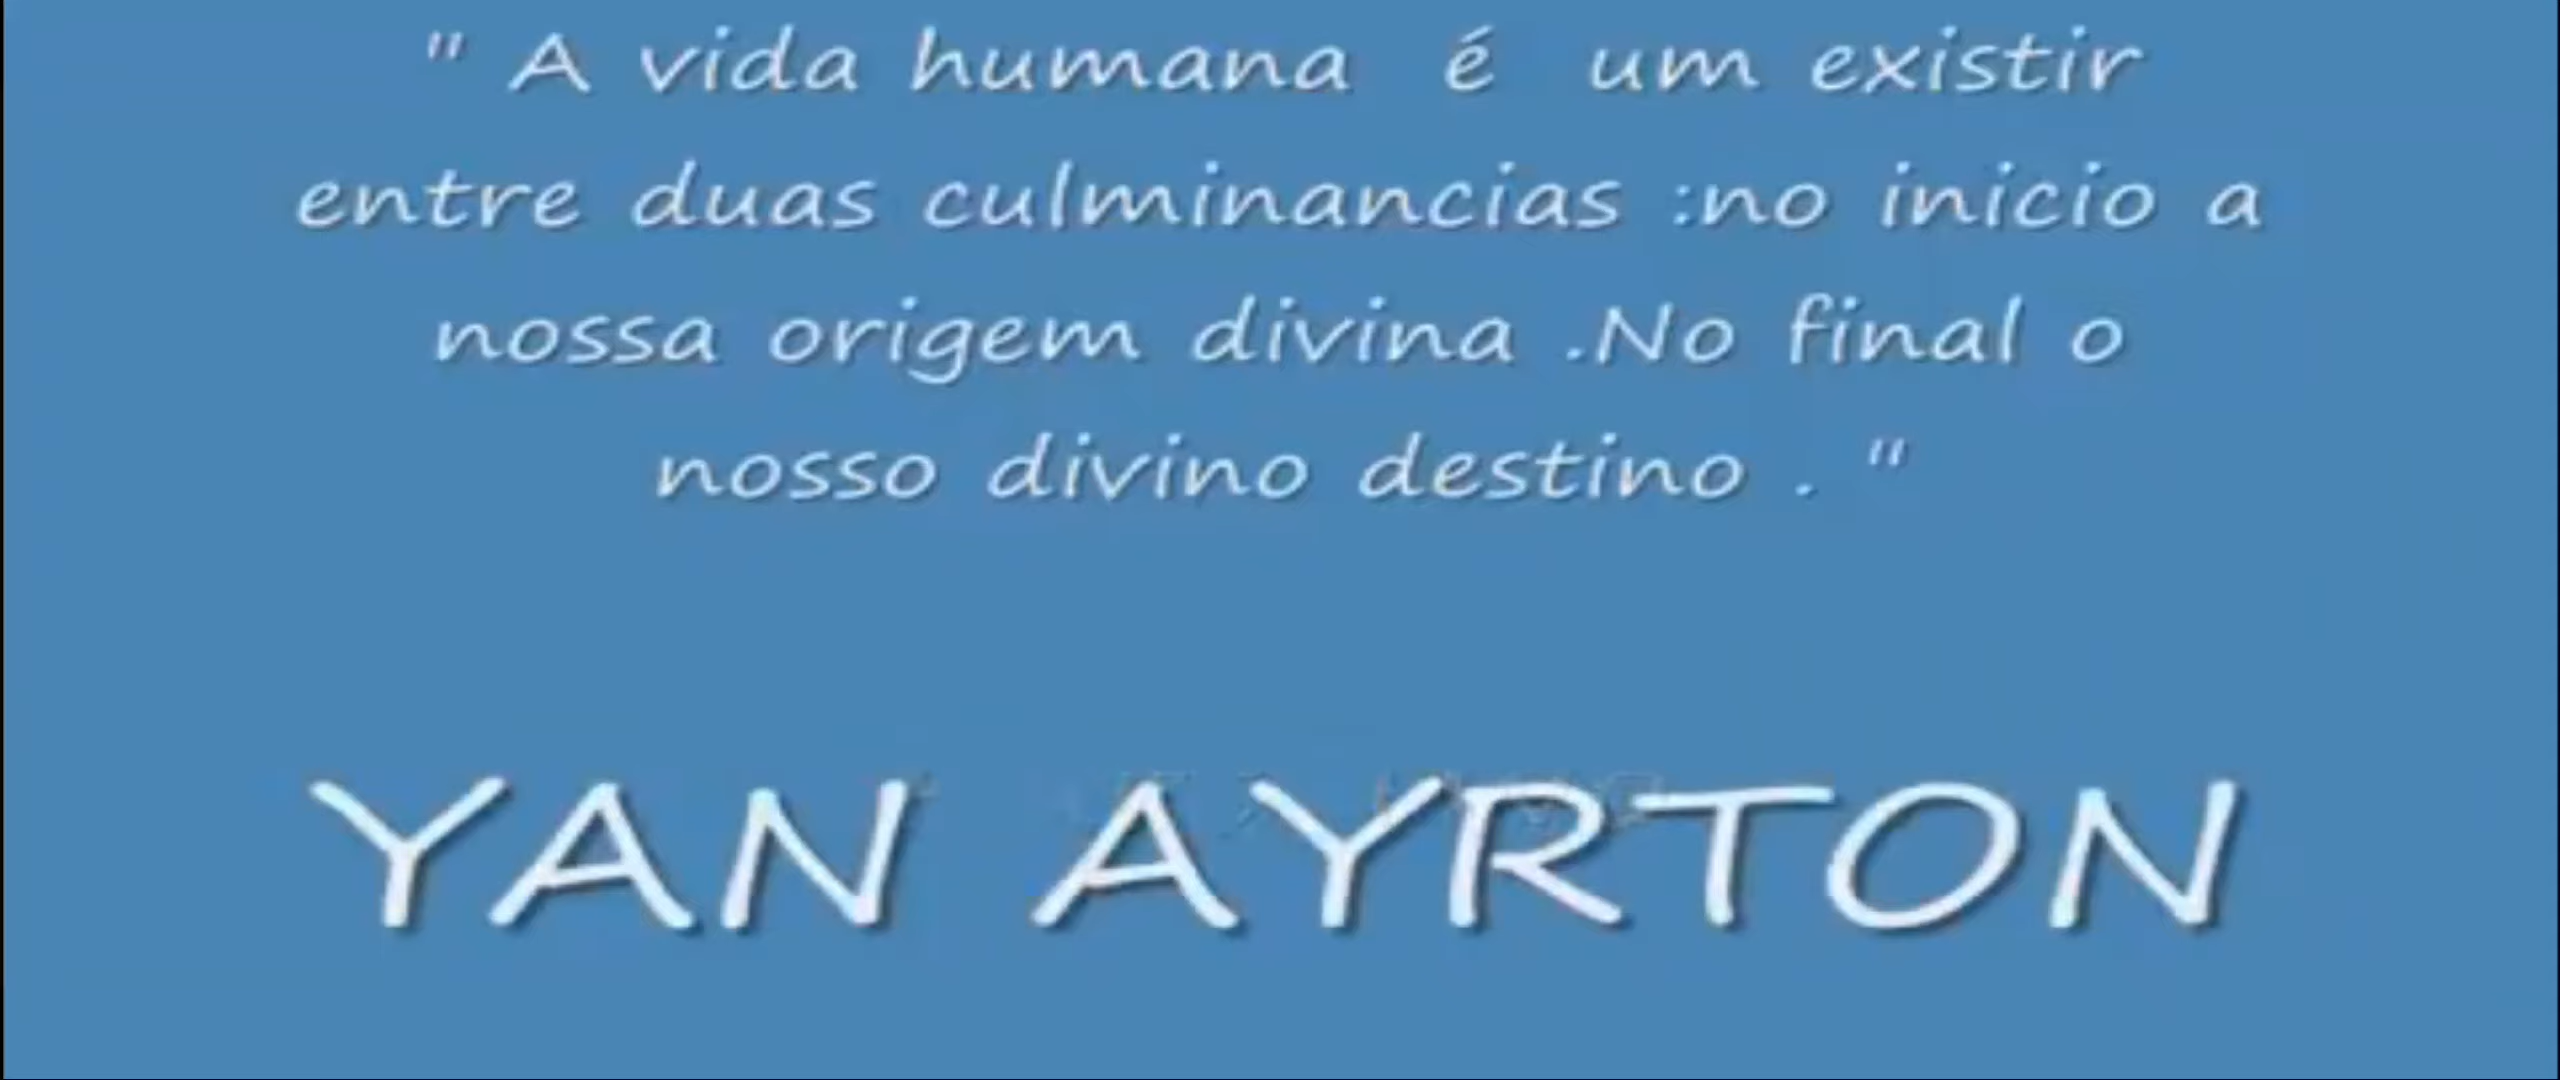 " A vida humana é um existir
entre duas culminancias :no inicio a
nossa origem divina .No final o
nosso divino destino . "
YAN AYRTON